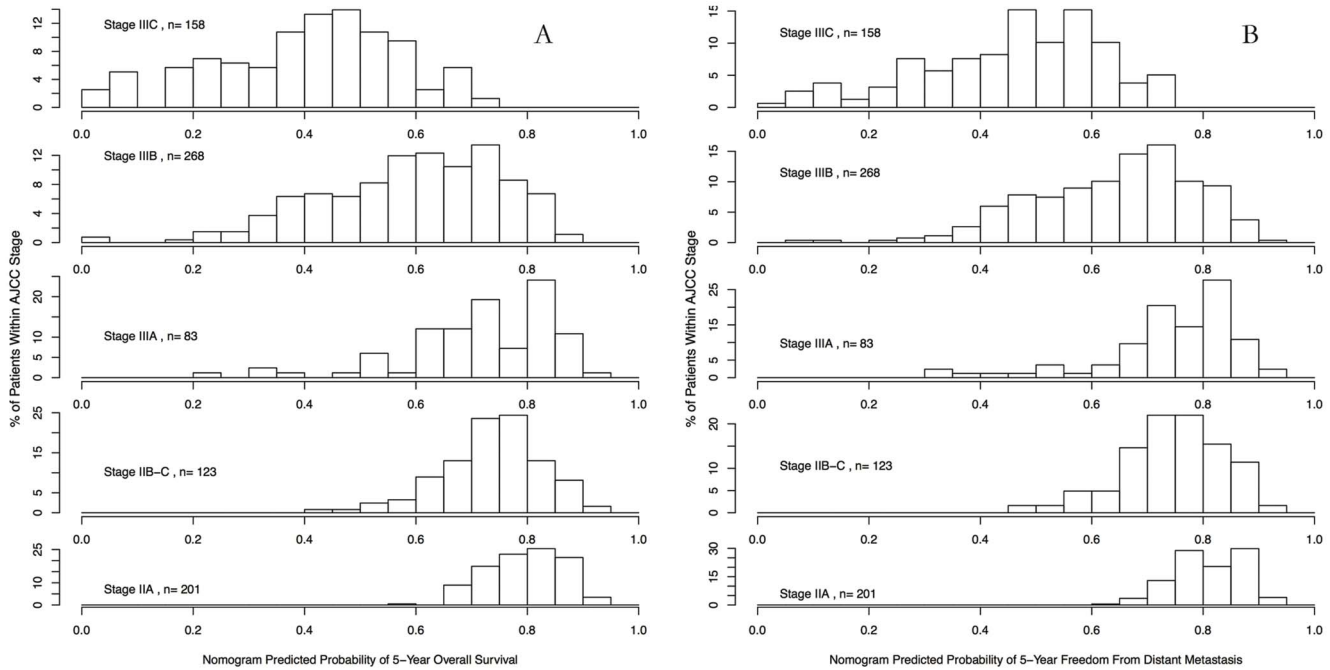 A
Stage IIIC , n= 158
0 4 8 12
0.0 0.2 0.4 0.6 0.8 1.0
Stage IIIB , n= 268
0 4 8 12
0.0 0.2 0.4 0.6 0.8 1.0
Stage IIIA , n= 83
0 5 10 20
0.0 0.2 0.4 0.6 0.8 1.0
Stage IIB−C , n= 123
0 5 15 25
0.0 0.2 0.4 0.6 0.8 1.0
Stage IIA , n= 201
0 10 25
0.0 0.2 0.4 0.6 0.8 1.0
% of Patients Within AJCC Stage
Nomogram Predicted Probability of 5−Year Overall Survival
B
Stage IIIC , n= 158
0 5 10 15
0.0 0.2 0.4 0.6 0.8 1.0
Stage IIIB , n= 268
0 5 10 15
0.0 0.2 0.4 0.6 0.8 1.0
Stage IIIA , n= 83
0 5 15 25
0.0 0.2 0.4 0.6 0.8 1.0
Stage IIB−C , n= 123
0 5 10 20
0.0 0.2 0.4 0.6 0.8 1.0
Stage IIA , n= 201
0 15 30
0.0 0.2 0.4 0.6 0.8 1.0
% of Patients Within AJCC Stage
Nomogram Predicted Probability of 5−Year Freedom From Distant Metastasis